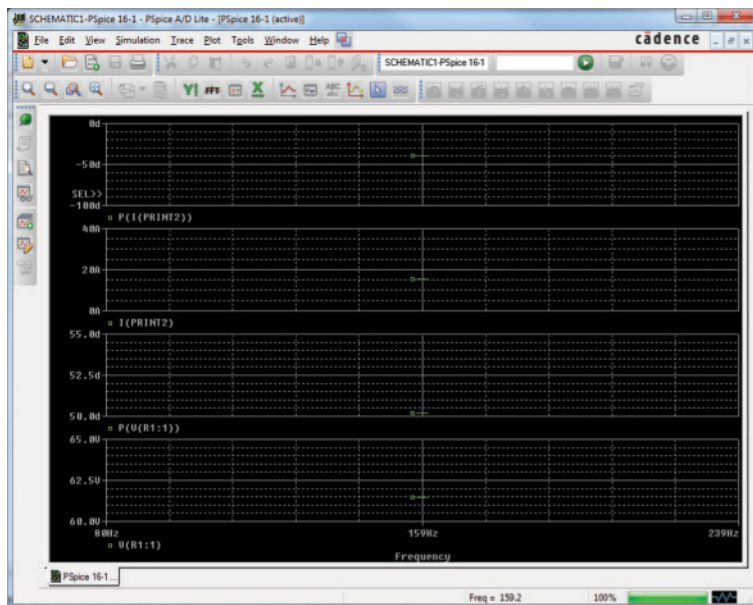 SCHEMATIC1-PSpice 16-1 - PSpice A/D Lite - [PSpice 16-1 (active)]
File Edit View Simulation Trace Plot Tools Window Help cādence
SCHEMATIC1-PSpice 16-1
ABC
abc
0d
-50d
SEL>>
-100d
P(I(PRINT2))
40A
20A
0A
I(PRINT2)
55.0d
52.5d
50.0d
P(V(R1:1))
65.0V
62.5V
60.0V
80Hz 159Hz 239Hz
V(R1:1)
Frequency
PSpice 16-1 ...
Freq = 159.2 100%